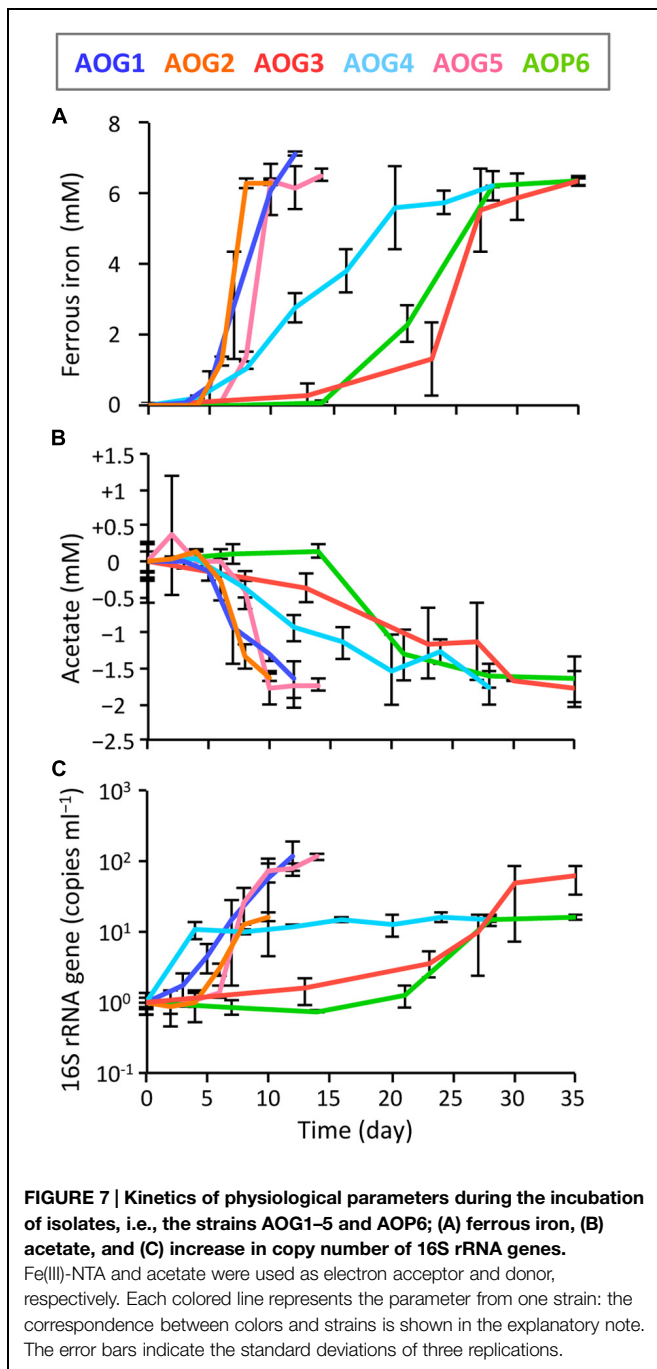 AOG1 AOG2 AOG3 AOG4 AOG5 AOP6
A
Ferrous iron (mM)
8
6
4
2
0
B
Acetate (mM)
+1.5
+1
+0.5
0
−0.5
−1
−1.5
−2
−2.5
C
16S rRNA gene (copies ml⁻¹)
10³
10²
10¹
10⁰
10⁻¹
0 5 10 15 20 25 30 35
Time (day)
FIGURE 7 | Kinetics of physiological parameters during the incubation
of isolates, i.e., the strains AOG1–5 and AOP6; (A) ferrous iron, (B)
acetate, and (C) increase in copy number of 16S rRNA genes.
Fe(III)-NTA and acetate were used as electron acceptor and donor,
respectively. Each colored line represents the parameter from one strain: the
correspondence between colors and strains is shown in the explanatory note.
The error bars indicate the standard deviations of three replications.